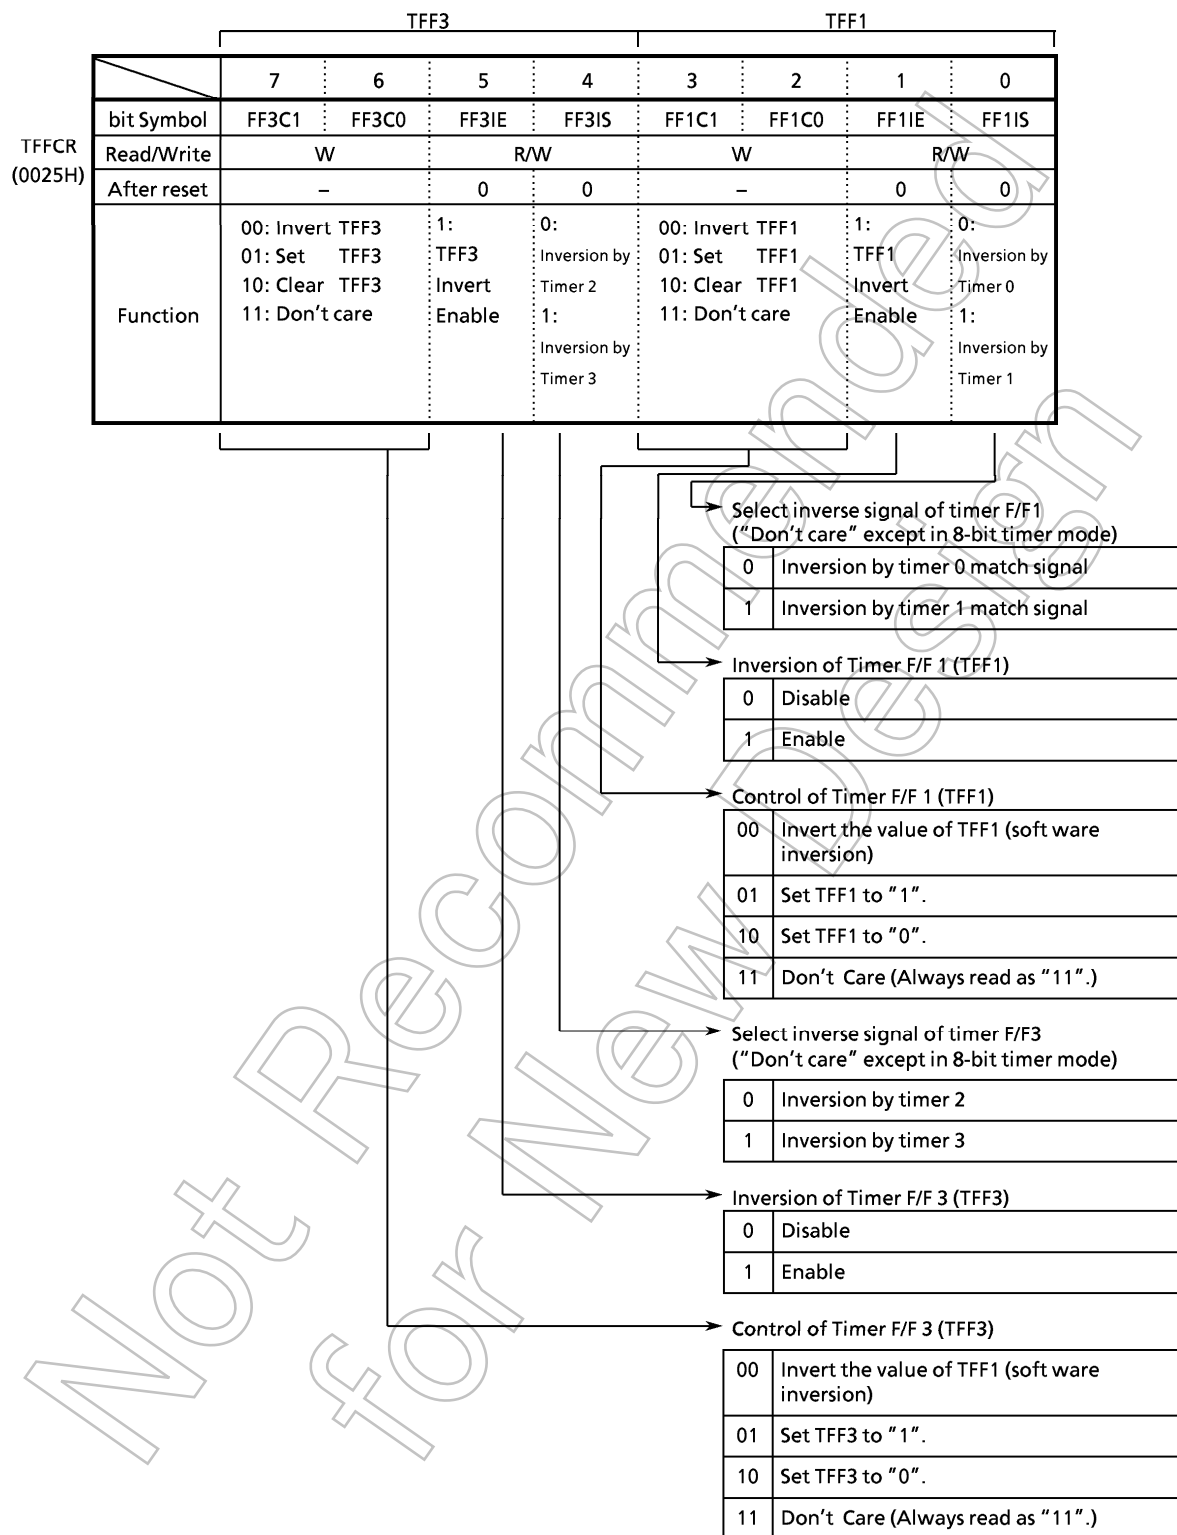 TFF3 TFF1
7 6 5 4 3 2 1 0
bit Symbol FF3C1 FF3C0 FF3IE FF3IS FF1C1 FF1C0 FF1IE FF1IS
TFFCR
(0025H)
Read/Write W R/W W R/W
After reset – 0 0 – 0 0
Function
00: Invert TFF3
01: Set TFF3
10: Clear TFF3
11: Don't care
1:
TFF3
Invert
Enable
0:
Inversion by
Timer 2
1:
Inversion by
Timer 3
00: Invert TFF1
01: Set TFF1
10: Clear TFF1
11: Don't care
1:
TFF1
Invert
Enable
0:
Inversion by
Timer 0
1:
Inversion by
Timer 1
Select inverse signal of timer F/F1
("Don't care" except in 8-bit timer mode)
0 Inversion by timer 0 match signal
1 Inversion by timer 1 match signal
Inversion of Timer F/F 1 (TFF1)
0 Disable
1 Enable
Control of Timer F/F 1 (TFF1)
00 Invert the value of TFF1 (soft ware
inversion)
01 Set TFF1 to "1".
10 Set TFF1 to "0".
11 Don't Care (Always read as "11".)
Select inverse signal of timer F/F3
("Don't care" except in 8-bit timer mode)
0 Inversion by timer 2
1 Inversion by timer 3
Inversion of Timer F/F 3 (TFF3)
0 Disable
1 Enable
Control of Timer F/F 3 (TFF3)
00 Invert the value of TFF1 (soft ware
inversion)
01 Set TFF3 to "1".
10 Set TFF3 to "0".
11 Don't Care (Always read as "11".)
Not Recommended
for New Design